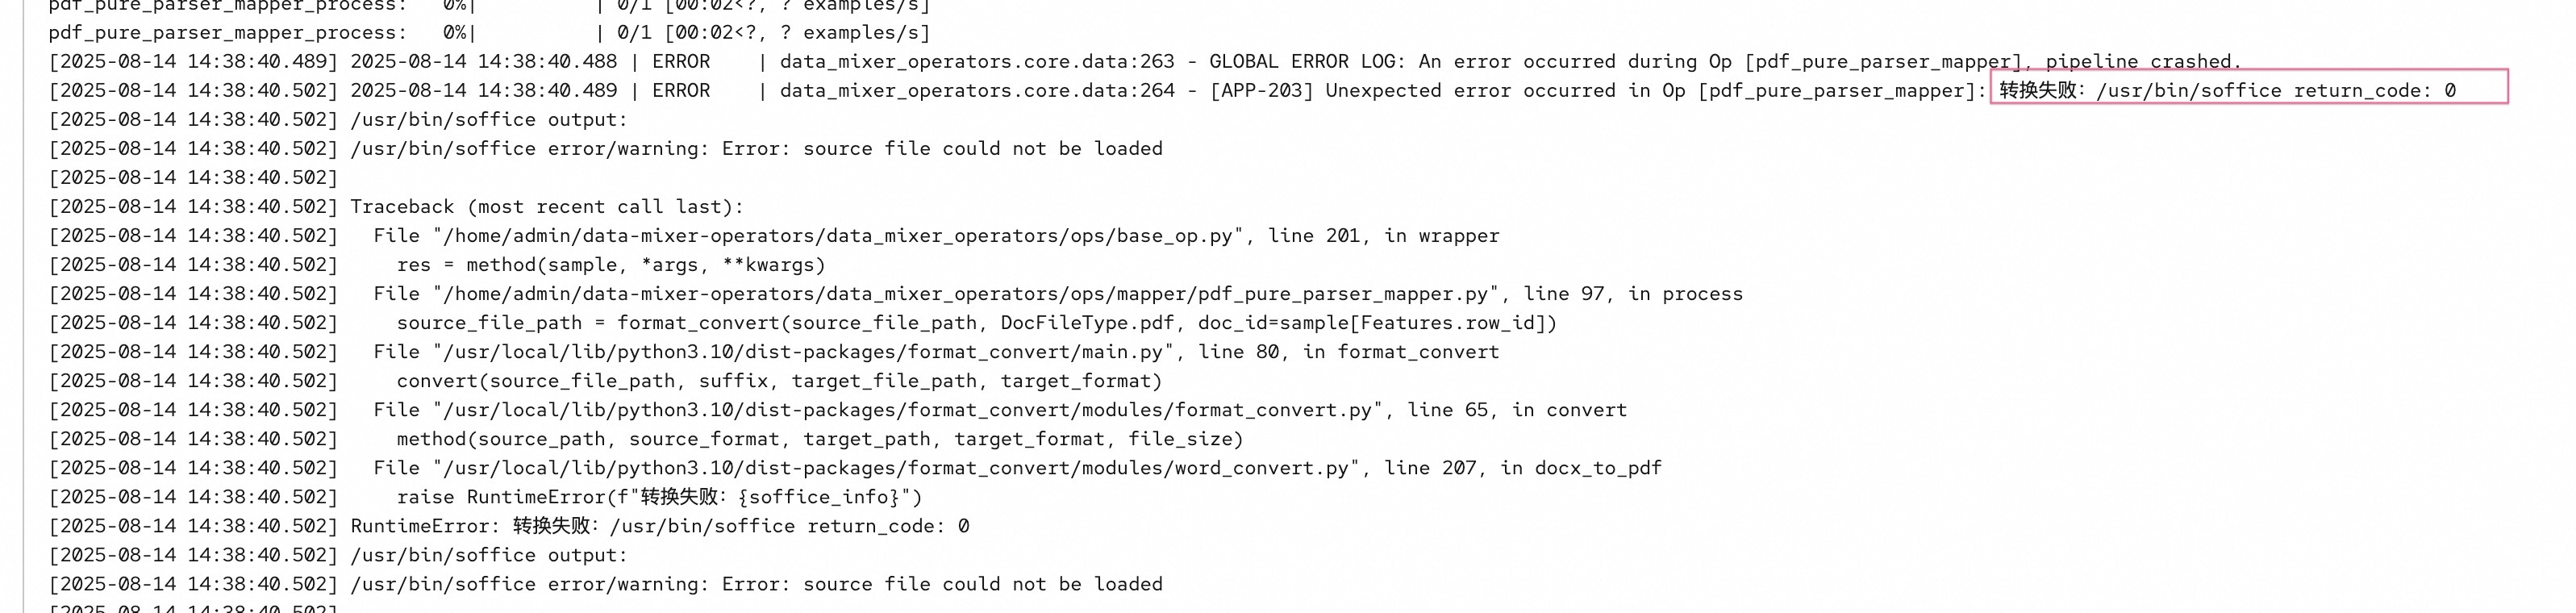 pdf_pure_parser_mapper_process:   0%|          | 0/1 [00:02<?, ? examples/s]
pdf_pure_parser_mapper_process:   0%|          | 0/1 [00:02<?, ? examples/s]
[2025-08-14 14:38:40.489] 2025-08-14 14:38:40.488 | ERROR    | data_mixer_operators.core.data:263 - GLOBAL ERROR LOG: An error occurred during Op [pdf_pure_parser_mapper], pipeline crashed.
[2025-08-14 14:38:40.502] 2025-08-14 14:38:40.489 | ERROR    | data_mixer_operators.core.data:264 - [APP-203] Unexpected error occurred in Op [pdf_pure_parser_mapper]: 转换失败：/usr/bin/soffice return_code: 0
[2025-08-14 14:38:40.502] /usr/bin/soffice output:
[2025-08-14 14:38:40.502] /usr/bin/soffice error/warning: Error: source file could not be loaded
[2025-08-14 14:38:40.502]
[2025-08-14 14:38:40.502] Traceback (most recent call last):
[2025-08-14 14:38:40.502]   File "/home/admin/data-mixer-operators/data_mixer_operators/ops/base_op.py", line 201, in wrapper
[2025-08-14 14:38:40.502]     res = method(sample, *args, **kwargs)
[2025-08-14 14:38:40.502]   File "/home/admin/data-mixer-operators/data_mixer_operators/ops/mapper/pdf_pure_parser_mapper.py", line 97, in process
[2025-08-14 14:38:40.502]     source_file_path = format_convert(source_file_path, DocFileType.pdf, doc_id=sample[Features.row_id])
[2025-08-14 14:38:40.502]   File "/usr/local/lib/python3.10/dist-packages/format_convert/main.py", line 80, in format_convert
[2025-08-14 14:38:40.502]     convert(source_file_path, suffix, target_file_path, target_format)
[2025-08-14 14:38:40.502]   File "/usr/local/lib/python3.10/dist-packages/format_convert/modules/format_convert.py", line 65, in convert
[2025-08-14 14:38:40.502]     method(source_path, source_format, target_path, target_format, file_size)
[2025-08-14 14:38:40.502]   File "/usr/local/lib/python3.10/dist-packages/format_convert/modules/word_convert.py", line 207, in docx_to_pdf
[2025-08-14 14:38:40.502]     raise RuntimeError(f"转换失败：{soffice_info}")
[2025-08-14 14:38:40.502] RuntimeError: 转换失败：/usr/bin/soffice return_code: 0
[2025-08-14 14:38:40.502] /usr/bin/soffice output:
[2025-08-14 14:38:40.502] /usr/bin/soffice error/warning: Error: source file could not be loaded
[2025-08-14 14:38:40.502]